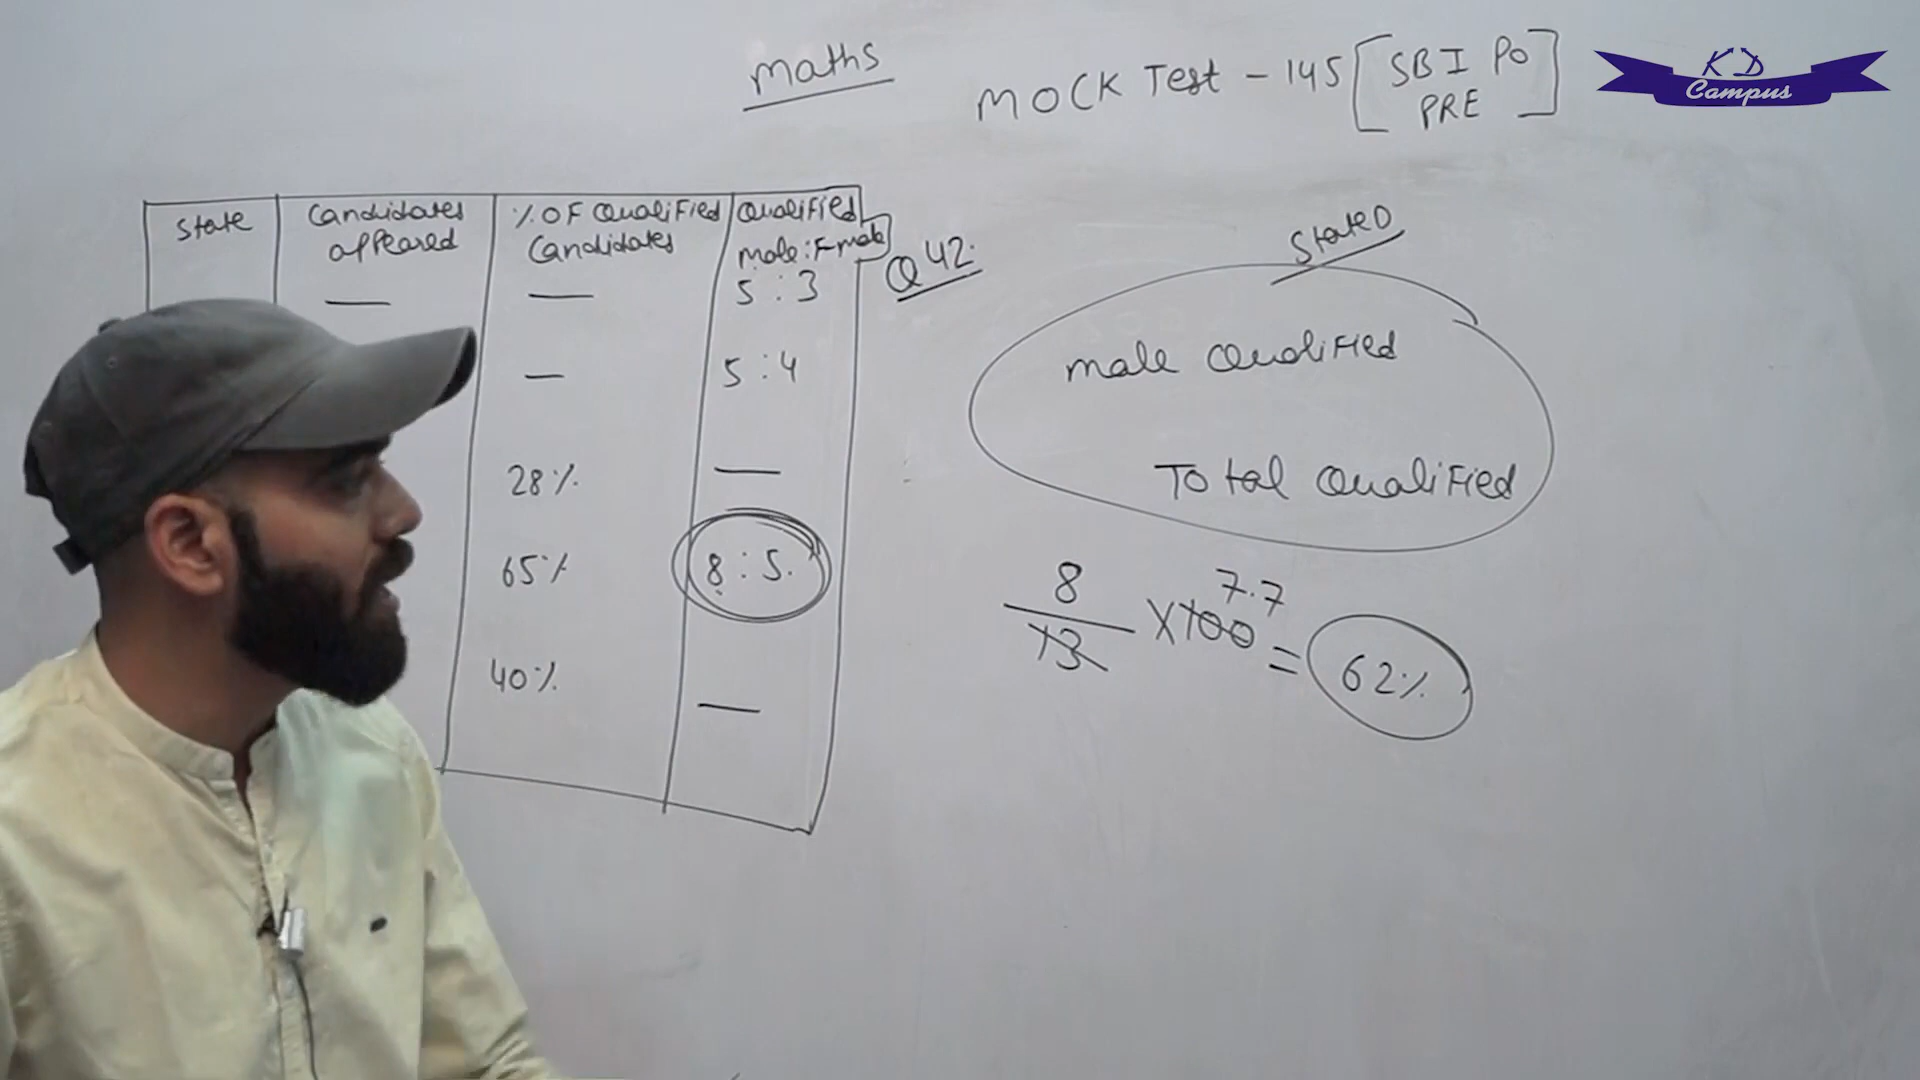 maths
MOCK Test - 145 [SBI PO PRE]
KD Campus
State
Candidates appeared
% OF Qualified Candidates
Qualified male : Female
— — 5 : 3
— 5 : 4
28% —
65% 8 : 5.
40% —
Q 42.
State D
male Qualified
Total Qualified
8 7.7
13 × 100 = 62%